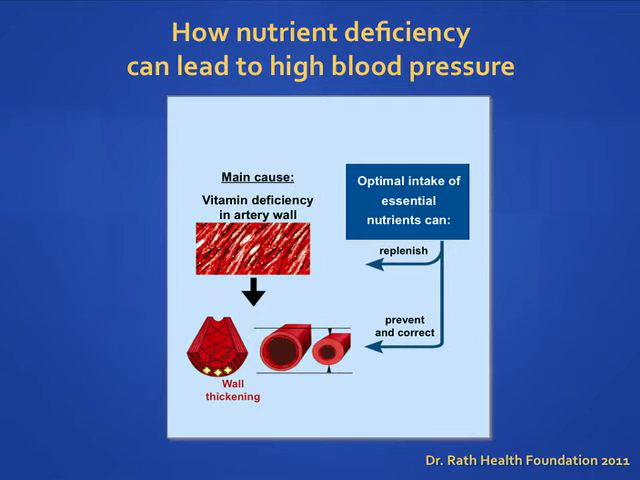 How nutrient deficiency
can lead to high blood pressure
Main cause:
Vitamin deficiency
in artery wall
Optimal intake of
essential
nutrients can:
replenish
prevent
and correct
Wall
thickening
Dr. Rath Health Foundation 2011